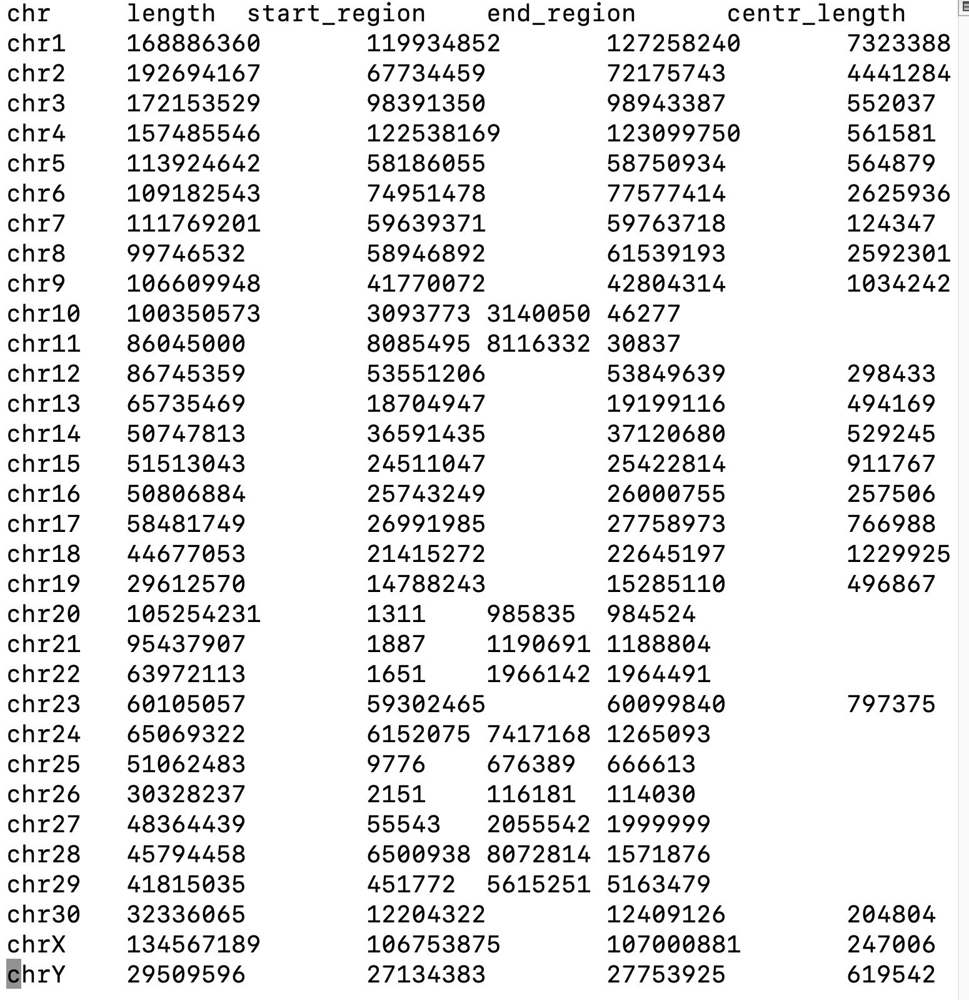 chr length start_region end_region centr_length
chr1 168886360 119934852 127258240 7323388
chr2 192694167 67734459 72175743 4441284
chr3 172153529 98391350 98943387 552037
chr4 157485546 122538169 123099750 561581
chr5 113924642 58186055 58750934 564879
chr6 109182543 74951478 77577414 2625936
chr7 111769201 59639371 59763718 124347
chr8 99746532 58946892 61539193 2592301
chr9 106609948 41770072 42804314 1034242
chr10 100350573 3093773 3140050 46277
chr11 86045000 8085495 8116332 30837
chr12 86745359 53551206 53849639 298433
chr13 65735469 18704947 19199116 494169
chr14 50747813 36591435 37120680 529245
chr15 51513043 24511047 25422814 911767
chr16 50806884 25743249 26000755 257506
chr17 58481749 26991985 27758973 766988
chr18 44677053 21415272 22645197 1229925
chr19 29612570 14788243 15285110 496867
chr20 105254231 1311 985835 984524
chr21 95437907 1887 1190691 1188804
chr22 63972113 1651 1966142 1964491
chr23 60105057 59302465 60099840 797375
chr24 65069322 6152075 7417168 1265093
chr25 51062483 9776 676389 666613
chr26 30328237 2151 116181 114030
chr27 48364439 55543 2055542 1999999
chr28 45794458 6500938 8072814 1571876
chr29 41815035 451772 5615251 5163479
chr30 32336065 12204322 12409126 204804
chrX 134567189 106753875 107000881 247006
chrY 29509596 27134383 27753925 619542